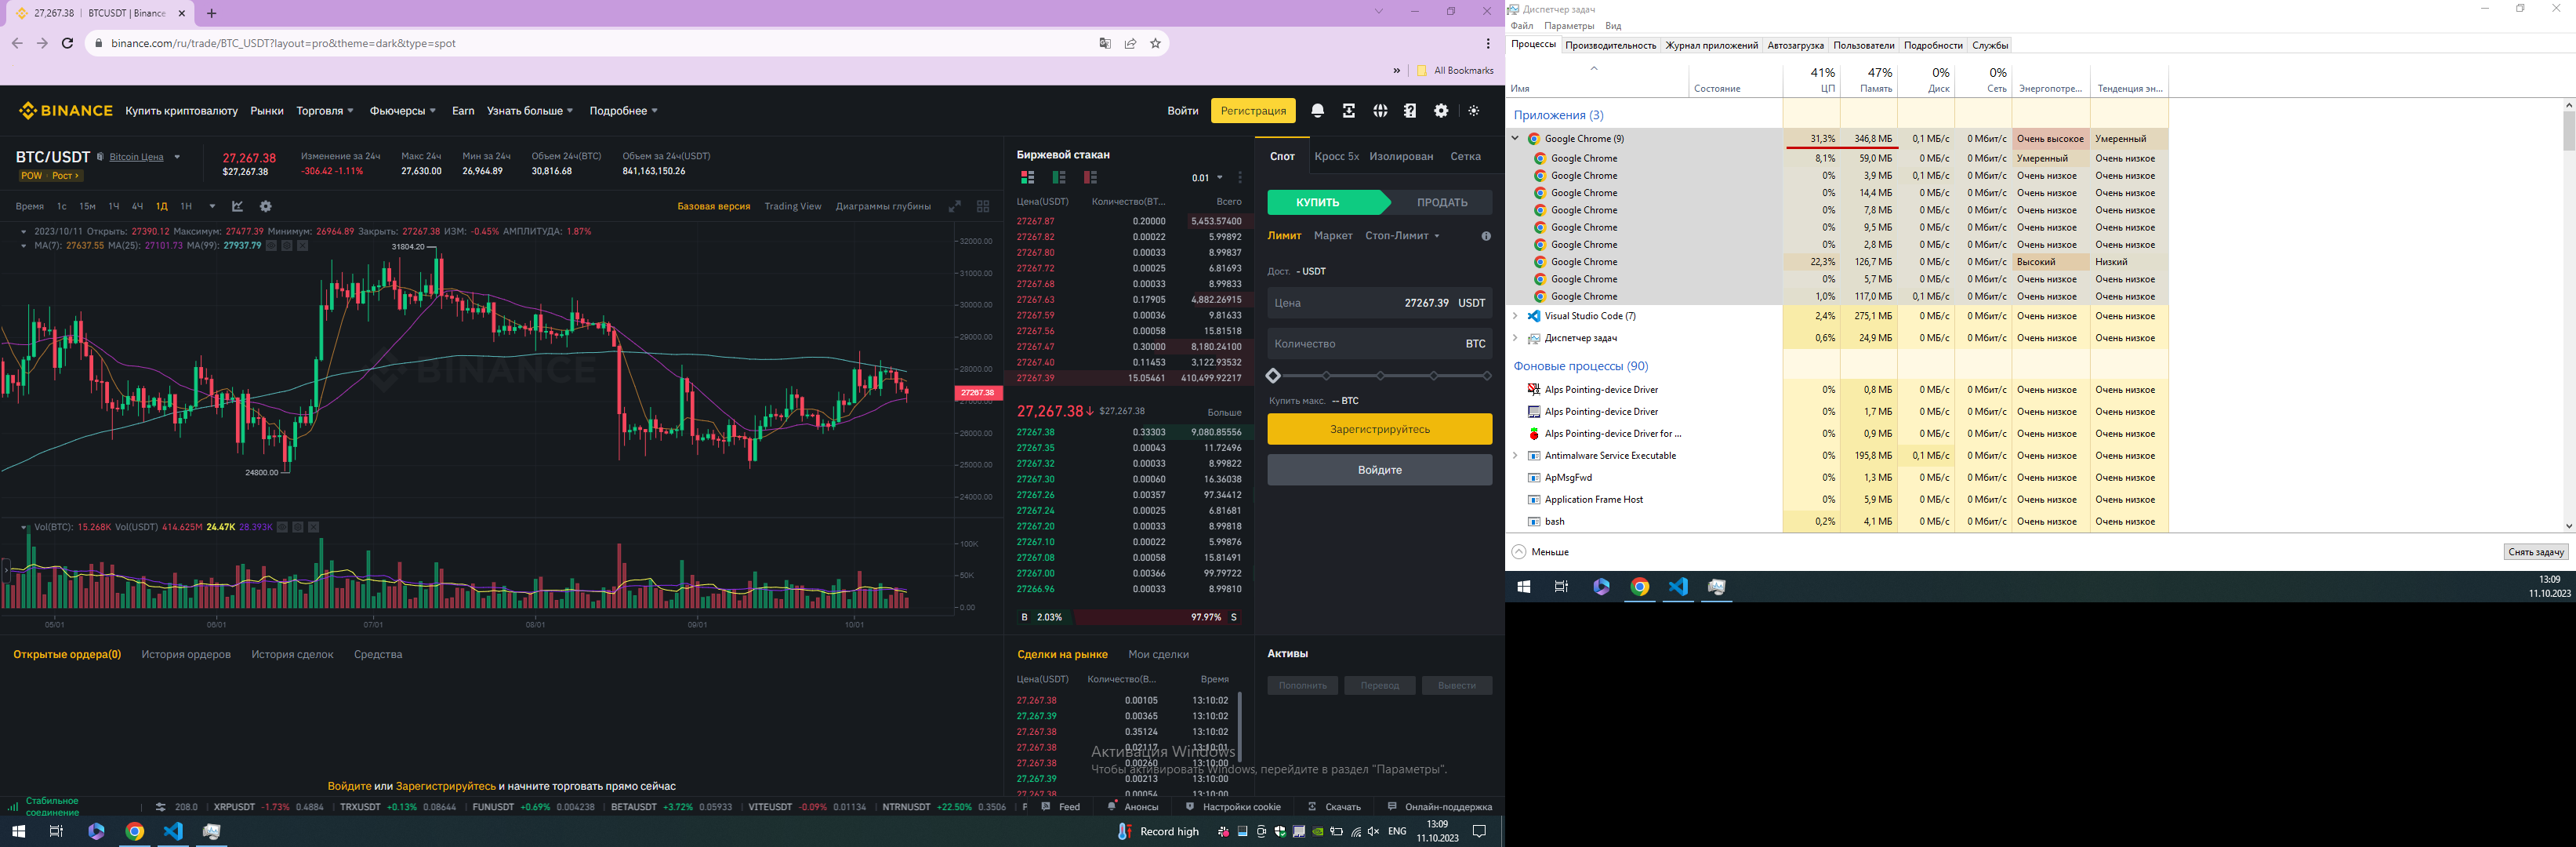 27,267.38 | BTCUSDT | Binance
binance.com/ru/trade/BTC_USDT?layout=pro&theme=dark&type=spot
» All Bookmarks
BINANCE Купить криптовалюту Рынки Торговля Фьючерсы Earn Узнать больше Подробнее Войти Регистрация
BTC/USDT Bitcoin Цена
POW · Рост
27,267.38
$27,267.38
Изменение за 24ч
-306.42 -1.11%
Макс 24ч
27,630.00
Мин за 24ч
26,964.89
Объем 24ч(BTC)
30,816.68
Объем за 24ч(USDT)
841,163,150.26
Время 1с 15м 1Ч 4Ч 1Д 1Н Базовая версия Trading View Диаграммы глубины
2023/10/11 Открыть: 27390.12 Максимум: 27477.39 Минимум: 26964.89 Закрыть: 27267.38 ИЗМ: -0.45% АМПЛИТУДА: 1.87%
MA(7): 27637.55 MA(25): 27101.73 MA(99): 27937.79
31804.20
24800.00
BINANCE
32000.00
31000.00
30000.00
29000.00
28000.00
27267.38
27000.00
26000.00
25000.00
24000.00
Vol(BTC): 15.268K Vol(USDT) 414.625M 24.47K 28.393K
100K
50K
0.00
05/01 06/01 07/01 08/01 09/01 10/01
Открытые ордера(0) История ордеров История сделок Средства
Войдите или Зарегистрируйтесь и начните торговать прямо сейчас
Биржевой стакан
0.01
Цена(USDT) Количество(BT... Всего
27267.87 0.20000 5,453.57400
27267.82 0.00022 5.99892
27267.80 0.00033 8.99837
27267.72 0.00025 6.81693
27267.68 0.00033 8.99833
27267.63 0.17905 4,882.26915
27267.59 0.00036 9.81633
27267.56 0.00058 15.81518
27267.47 0.30000 8,180.24100
27267.40 0.11453 3,122.93532
27267.39 15.05461 410,499.92217
27,267.38 $27,267.38 Больше
27267.38 0.33303 9,080.85556
27267.35 0.00043 11.72496
27267.32 0.00033 8.99822
27267.30 0.00060 16.36038
27267.26 0.00357 97.34412
27267.24 0.00025 6.81681
27267.20 0.00033 8.99818
27267.10 0.00022 5.99876
27267.08 0.00058 15.81491
27267.00 0.00366 99.79722
27266.96 0.00033 8.99810
B 2.03% 97.97% S
Сделки на рынке Мои сделки
Цена(USDT) Количество(B... Время
27,267.38 0.00105 13:10:02
27,267.39 0.00365 13:10:02
27,267.38 0.35124 13:10:02
27,267.38 0.02117 13:10:01
27,267.38 0.00260 13:10:00
27,267.39 0.00213 13:10:00
27,267.38 0.00054 13:10:00
Спот Кросс 5x Изолирован Сетка
КУПИТЬ ПРОДАТЬ
Лимит Маркет Стоп-Лимит
Дост. - USDT
Цена 27267.39 USDT
Количество BTC
Купить макс. -- BTC
Зарегистрируйтесь
Войдите
Активы
Пополнить Перевод Вывести
Активация Windows
Чтобы активировать Windows, перейдите в раздел "Параметры".
Стабильное
соединение
208.0 XRPUSDT -1.73% 0.4884 TRXUSDT +0.13% 0.08644 FUNUSDT +0.69% 0.004238 BETAUSDT +3.72% 0.05933 VITEUSDT -0.09% 0.01134 NTRNUSDT +22.50% 0.3506 Feed Анонсы Настройки cookie Скачать Онлайн-поддержка
Record high ENG
13:09
11.10.2023
Диспетчер задач
Файл Параметры Вид
Процессы Производительность Журнал приложений Автозагрузка Пользователи Подробности Службы
41% 47% 0% 0%
Имя Состояние ЦП Память Диск Сеть Энергопотре... Тенденция эн...
Приложения (3)
Google Chrome (9) 31,3% 346,8 МБ 0,1 МБ/с 0 Мбит/с Очень высокое Умеренный
Google Chrome 8,1% 59,0 МБ 0 МБ/с 0 Мбит/с Умеренный Очень низкое
Google Chrome 0% 3,9 МБ 0,1 МБ/с 0 Мбит/с Очень низкое Очень низкое
Google Chrome 0% 14,4 МБ 0 МБ/с 0 Мбит/с Очень низкое Очень низкое
Google Chrome 0% 7,8 МБ 0 МБ/с 0 Мбит/с Очень низкое Очень низкое
Google Chrome 0% 9,5 МБ 0 МБ/с 0 Мбит/с Очень низкое Очень низкое
Google Chrome 0% 2,8 МБ 0 МБ/с 0 Мбит/с Очень низкое Очень низкое
Google Chrome 22,3% 126,7 МБ 0 МБ/с 0 Мбит/с Высокий Низкий
Google Chrome 0% 5,7 МБ 0 МБ/с 0 Мбит/с Очень низкое Очень низкое
Google Chrome 1,0% 117,0 МБ 0,1 МБ/с 0 Мбит/с Очень низкое Очень низкое
Visual Studio Code (7) 2,4% 275,1 МБ 0 МБ/с 0 Мбит/с Очень низкое Очень низкое
Диспетчер задач 0,6% 24,9 МБ 0 МБ/с 0 Мбит/с Очень низкое Очень низкое
Фоновые процессы (90)
Alps Pointing-device Driver 0% 0,8 МБ 0 МБ/с 0 Мбит/с Очень низкое Очень низкое
Alps Pointing-device Driver 0% 1,7 МБ 0 МБ/с 0 Мбит/с Очень низкое Очень низкое
Alps Pointing-device Driver for ... 0% 0,9 МБ 0 МБ/с 0 Мбит/с Очень низкое Очень низкое
Antimalware Service Executable 0% 195,8 МБ 0,1 МБ/с 0 Мбит/с Очень низкое Очень низкое
ApMsgFwd 0% 1,3 МБ 0 МБ/с 0 Мбит/с Очень низкое Очень низкое
Application Frame Host 0% 5,9 МБ 0 МБ/с 0 Мбит/с Очень низкое Очень низкое
bash 0,2% 4,1 МБ 0 МБ/с 0 Мбит/с Очень низкое Очень низкое
Меньше Снять задачу
13:09
11.10.2023